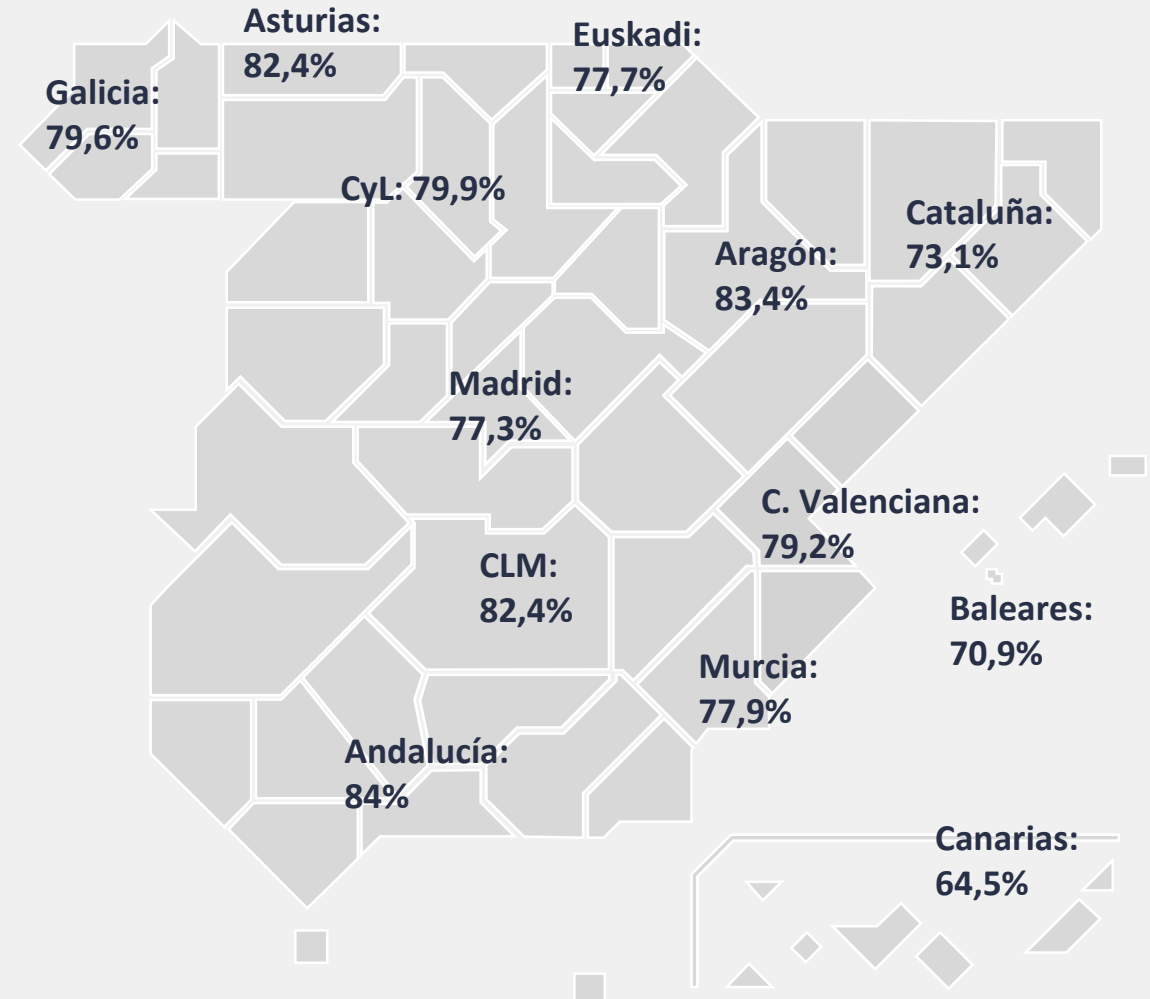 Asturias:
82,4%
Euskadi:
77,7%
Galicia:
79,6%
CyL: 79,9%
Cataluña:
73,1%
Aragón:
83,4%
Madrid:
77,3%
C. Valenciana:
79,2%
CLM:
82,4%
Baleares:
70,9%
Murcia:
77,9%
Andalucía:
84%
Canarias:
64,5%